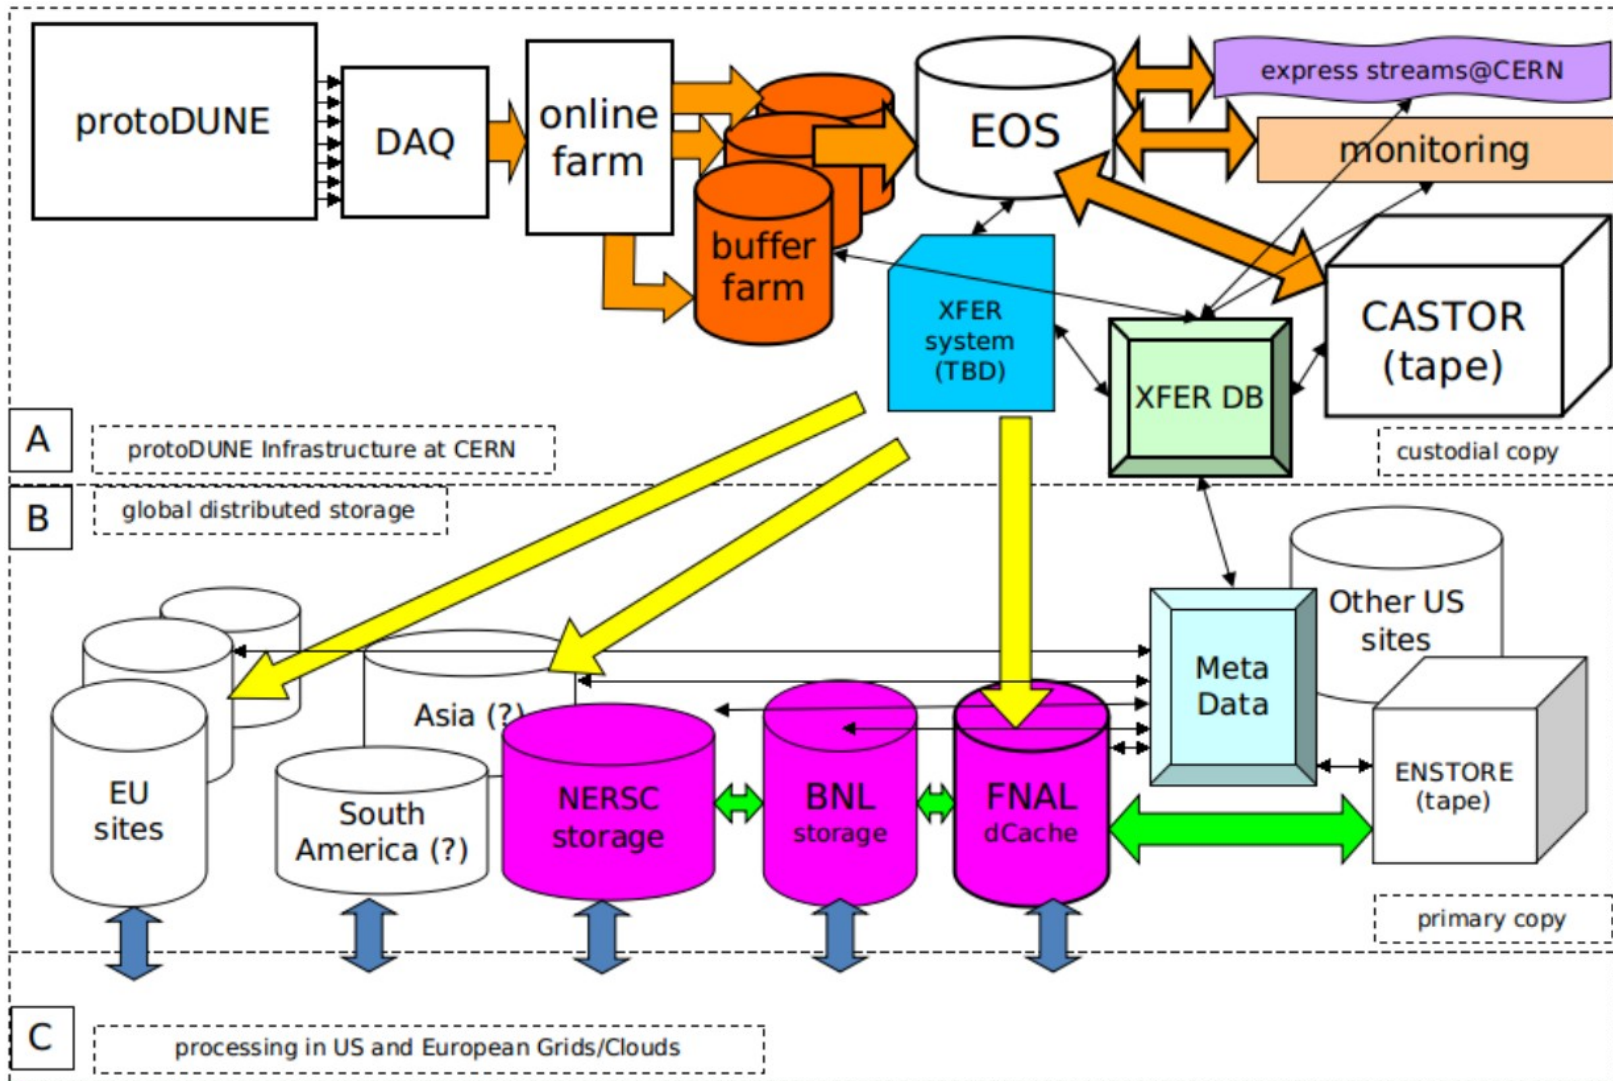 protoDUNE
DAQ
online
farm
buffer
farm
EOS
express streams@CERN
monitoring
XFER
system
(TBD)
XFER DB
CASTOR
(tape)
A
protoDUNE Infrastructure at CERN
custodial copy
B
global distributed storage
Other US
sites
Meta
Data
Asia (?)
EU
sites
South
America (?)
NERSC
storage
BNL
storage
FNAL
dCache
ENSTORE
(tape)
primary copy
C
processing in US and European Grids/Clouds